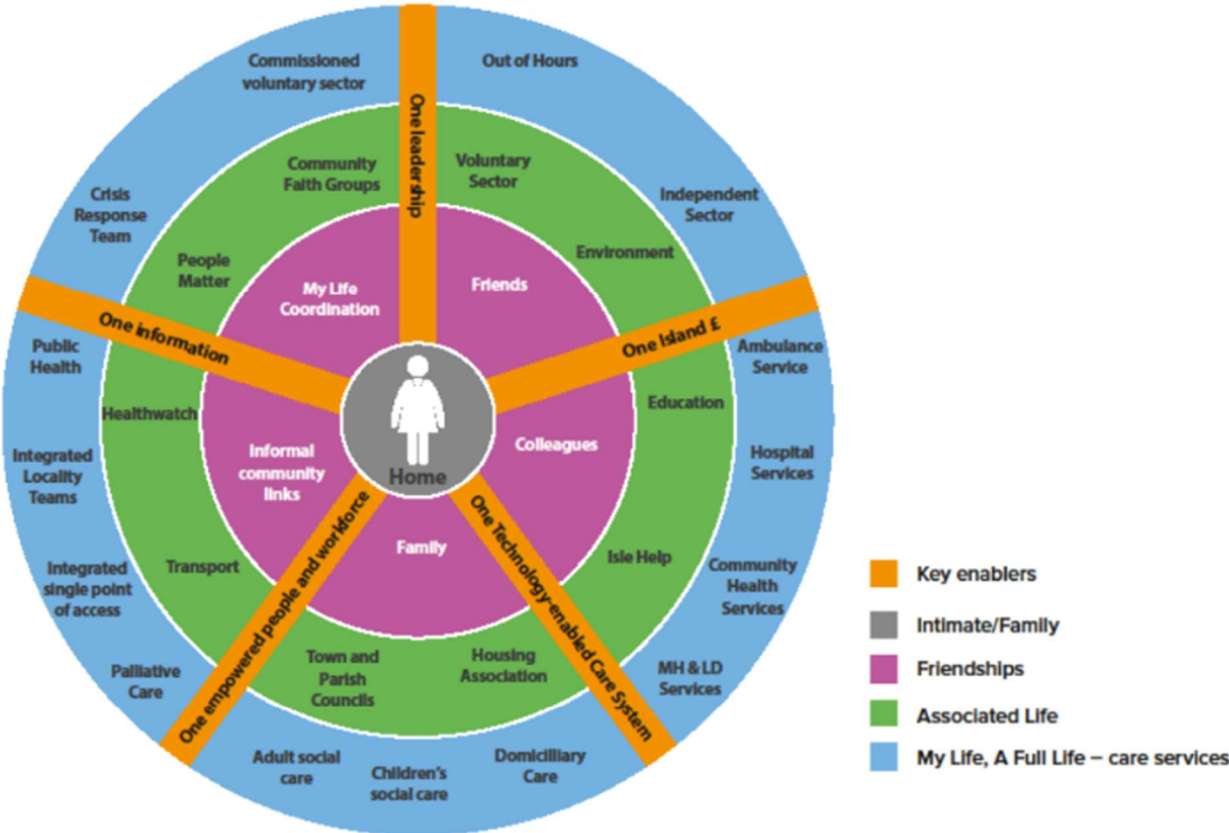 Commissioned
voluntary sector
Out of Hours
One leadership
Community
Faith Groups
Voluntary
Sector
Crisis
Response
Team
Independent
Sector
People
Matter
Environment
My Life
Coordination
Friends
One information
One Island £
Public
Health
Ambulance
Service
Healthwatch
Education
Informal
community
links
Colleagues
Home
Integrated
Locality
Teams
Hospital
Services
Family
Transport
Isle Help
Integrated
single point
of access
Community
Health
Services
One empowered people and workforce
One Technology-enabled Care System
Palliative
Care
Town and
Parish
Councils
Housing
Association
MH & LD
Services
Adult social
care
Children's
social care
Domicilliary
Care
Key enablers
Intimate/Family
Friendships
Associated Life
My Life, A Full Life – care services